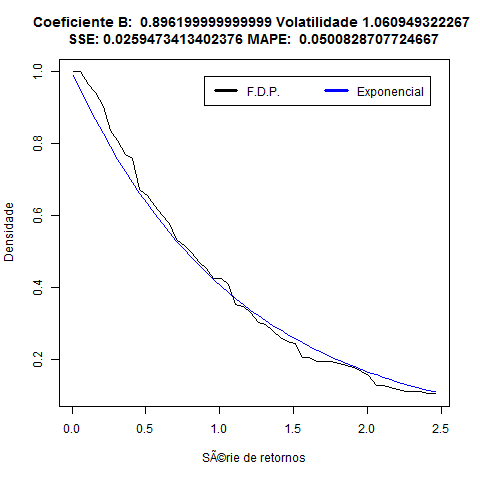 Coeficiente B:  0.896199999999999 Volatilidade 1.060949322267
SSE: 0.0259473413402376 MAPE:  0.0500828707724667
F.D.P.
Exponencial
Densidade
1.0
0.8
0.6
0.4
0.2
0.0
0.5
1.0
1.5
2.0
2.5
SÃ©rie de retornos